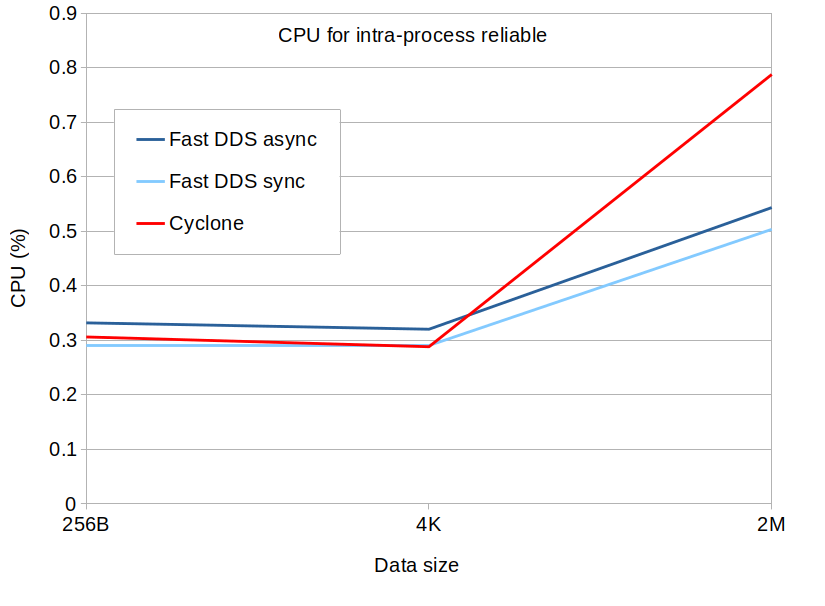 CPU for intra-process reliable
0.9
0.8
0.7
0.6
0.5
0.4
0.3
0.2
0.1
0
CPU (%)
Fast DDS async
Fast DDS sync
Cyclone
256B 4K 2M
Data size